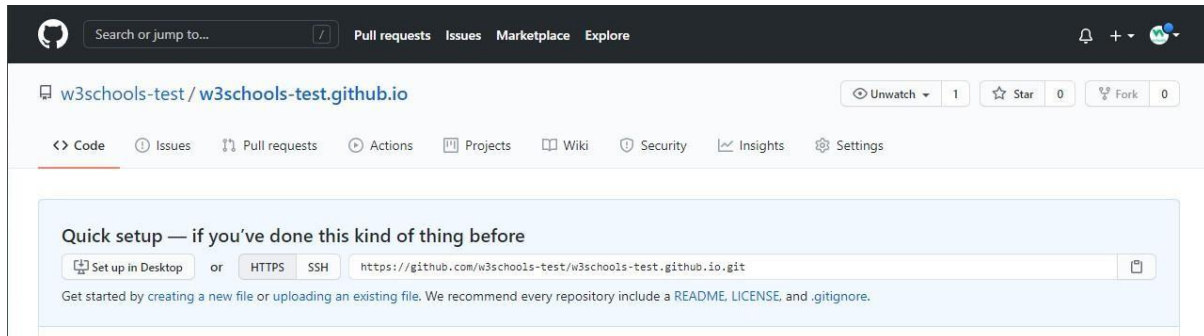 Search or jump to... / Pull requests Issues Marketplace Explore
w3schools-test / w3schools-test.github.io Unwatch 1 Star 0 Fork 0
<> Code Issues Pull requests Actions Projects Wiki Security Insights Settings
Quick setup — if you've done this kind of thing before
Set up in Desktop or HTTPS SSH https://github.com/w3schools-test/w3schools-test.github.io.git
Get started by creating a new file or uploading an existing file. We recommend every repository include a README, LICENSE, and .gitignore.